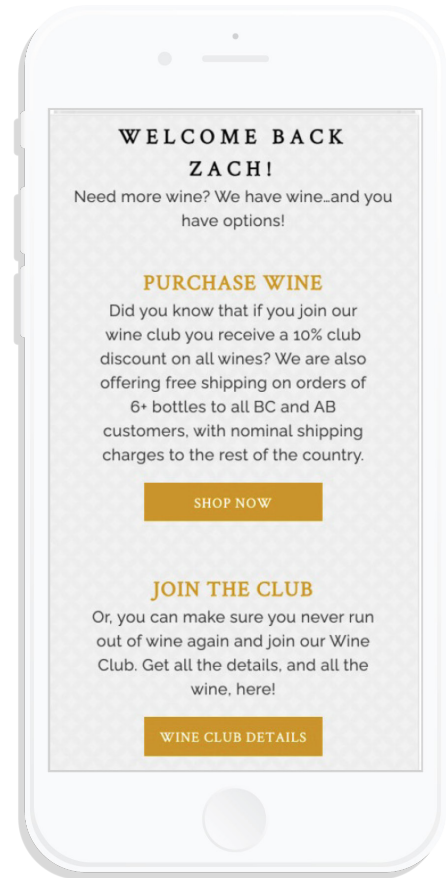 WELCOME BACK
ZACH!
Need more wine? We have wine…and you
have options!
PURCHASE WINE
Did you know that if you join our
wine club you receive a 10% club
discount on all wines? We are also
offering free shipping on orders of
6+ bottles to all BC and AB
customers, with nominal shipping
charges to the rest of the country.
SHOP NOW
JOIN THE CLUB
Or, you can make sure you never run
out of wine again and join our Wine
Club. Get all the details, and all the
wine, here!
WINE CLUB DETAILS